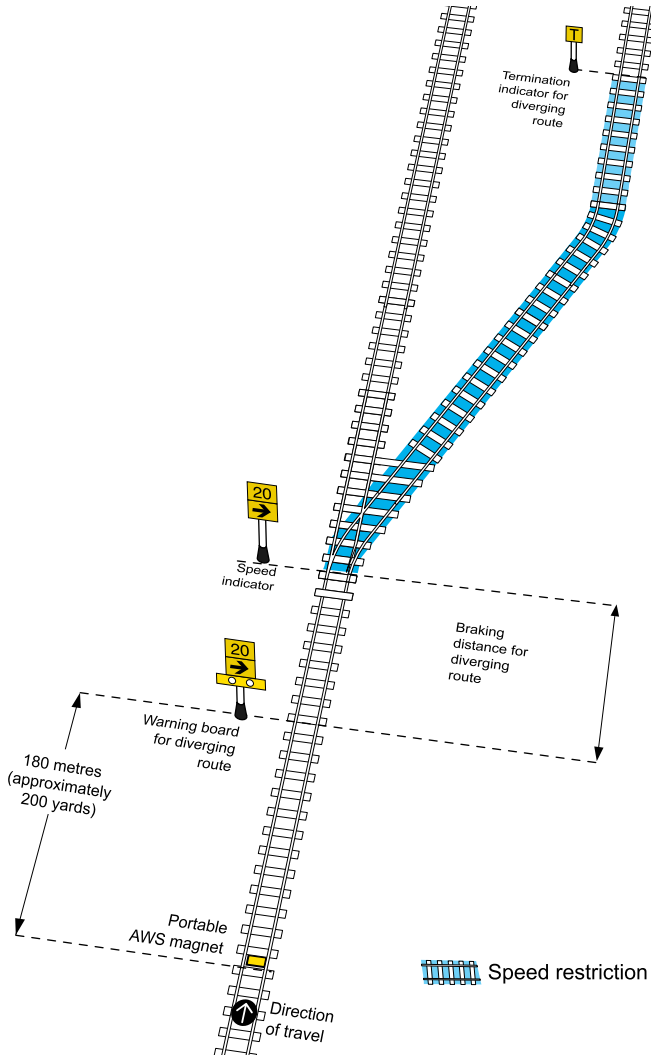 T
Termination
indicator for
diverging
route
20
Speed
indicator
Braking
distance for
diverging
route
20
Warning board
for diverging
route
180 metres
(approximately
200 yards)
Portable
AWS magnet
Speed restriction
Direction
of travel